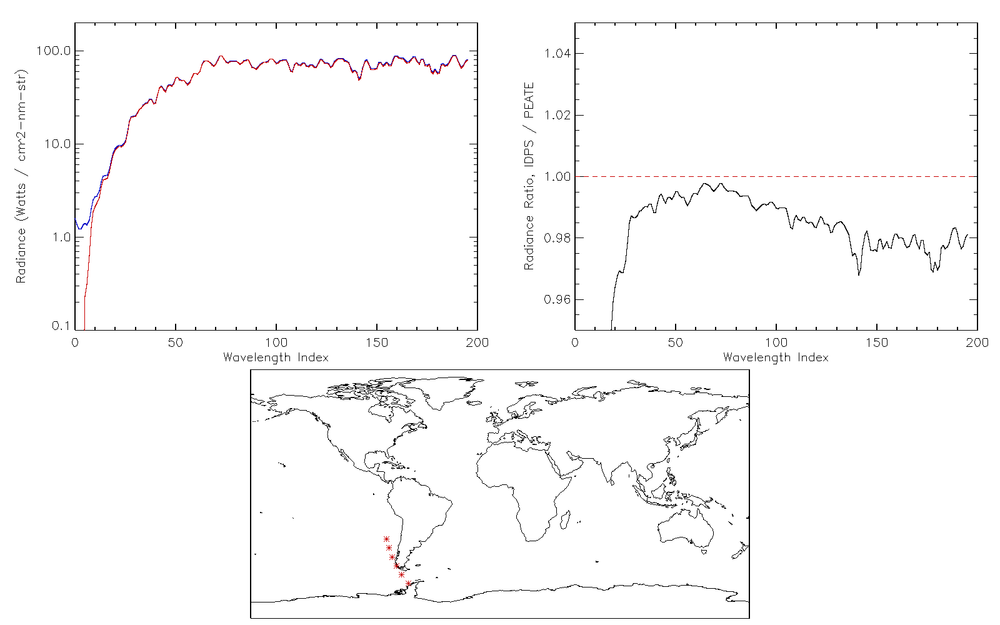 100.0
10.0
1.0
0.1
Radiance (Watts / cm^2-nm-str)
0 50 100 150 200
Wavelength Index
1.04
1.02
1.00
0.98
0.96
Radiance Ratio, IDPS / PEATE
0 50 100 150 200
Wavelength Index